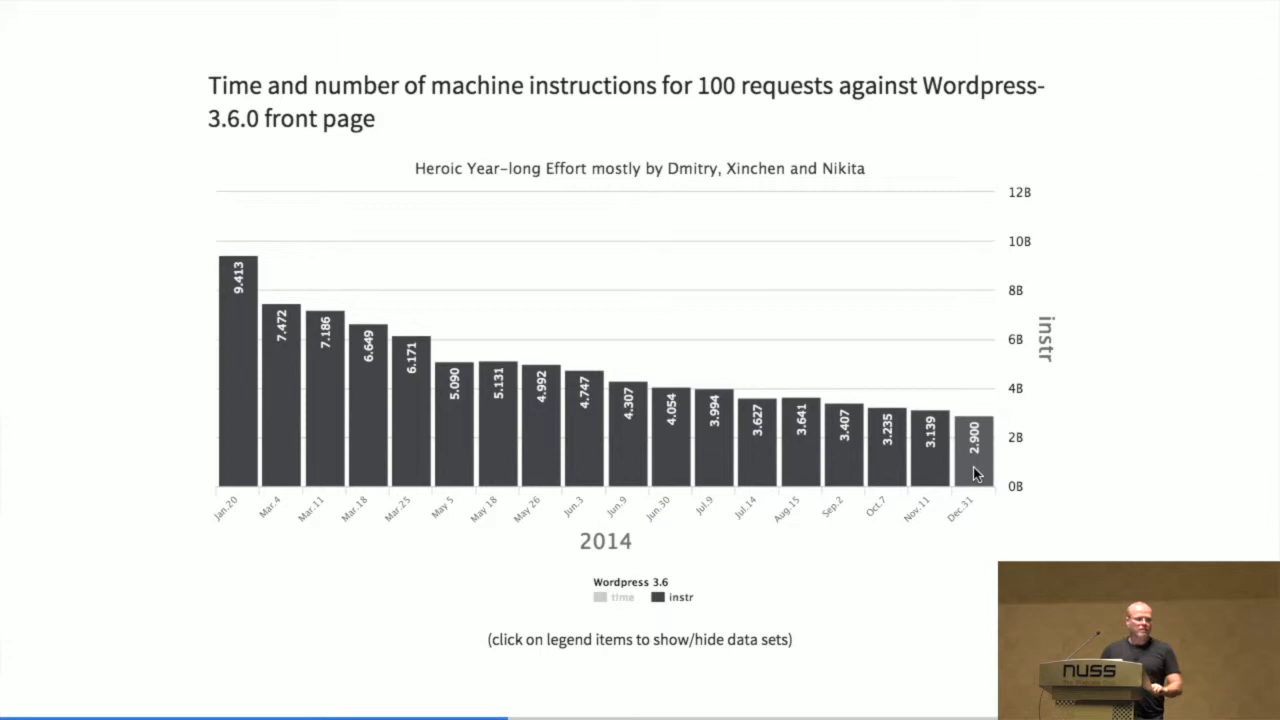 Time and number of machine instructions for 100 requests against Wordpress-
3.6.0 front page
Heroic Year-long Effort mostly by Dmitry, Xinchen and Nikita
12B
10B
8B
6B
4B
2B
0B
instr
9.413
7.472
7.186
6.649
6.171
5.090
5.131
4.992
4.747
4.307
4.054
3.994
3.627
3.641
3.407
3.235
3.139
2.900
Jan.20
Mar.4
Mar.11
Mar.18
Mar.25
May 5
May 18
May 26
Jun.3
Jun.9
Jun.30
Jul.9
Jul.14
Aug.15
Sep.2
Oct.7
Nov.11
Dec.31
2014
Wordpress 3.6
time
instr
(click on legend items to show/hide data sets)
nuss